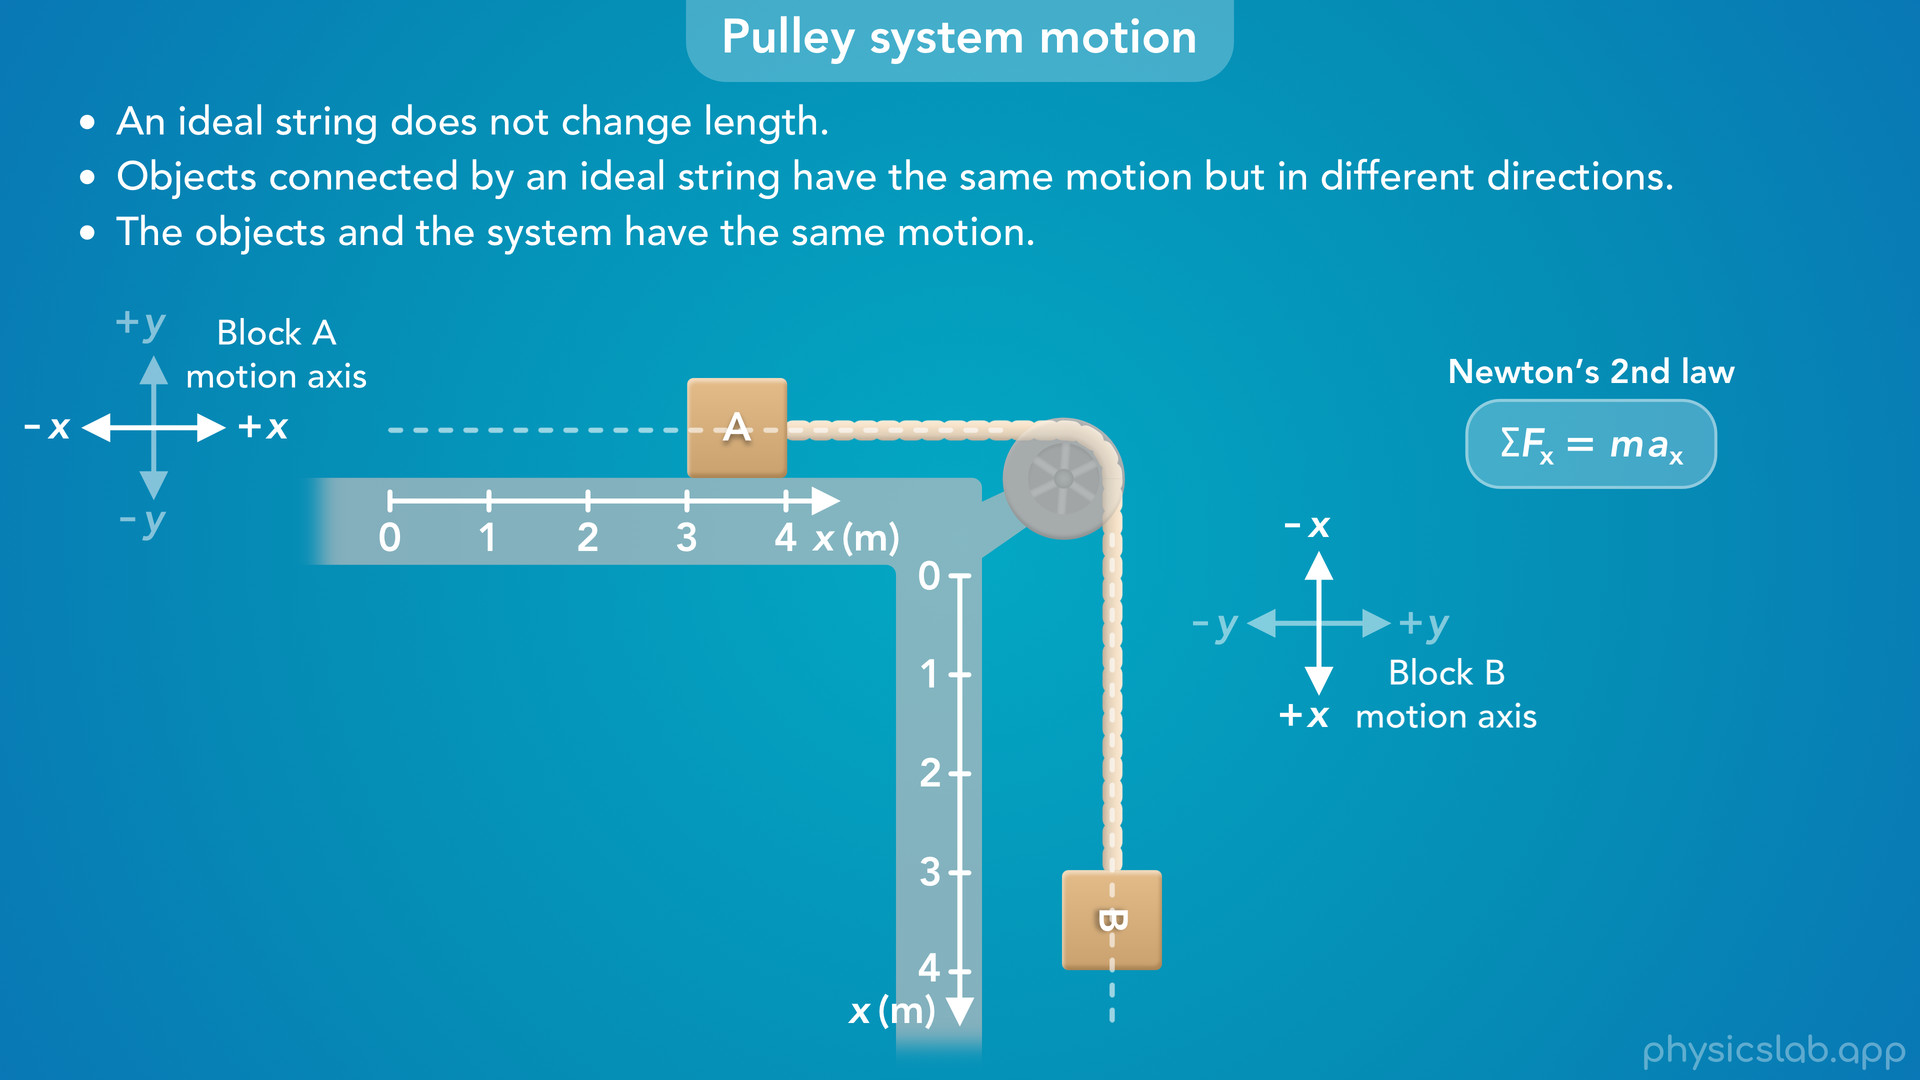 Pulley system motion
• An ideal string does not change length.
• Objects connected by an ideal string have the same motion but in different directions.
• The objects and the system have the same motion.
+y
Block A
motion axis
-x
+x
-y
A
0 1 2 3 4 x (m)
Newton's 2nd law
ΣFₓ = maₓ
0
1
2
3
4
x (m)
B
-x
-y
+y
+x
Block B
motion axis
physicslab.app